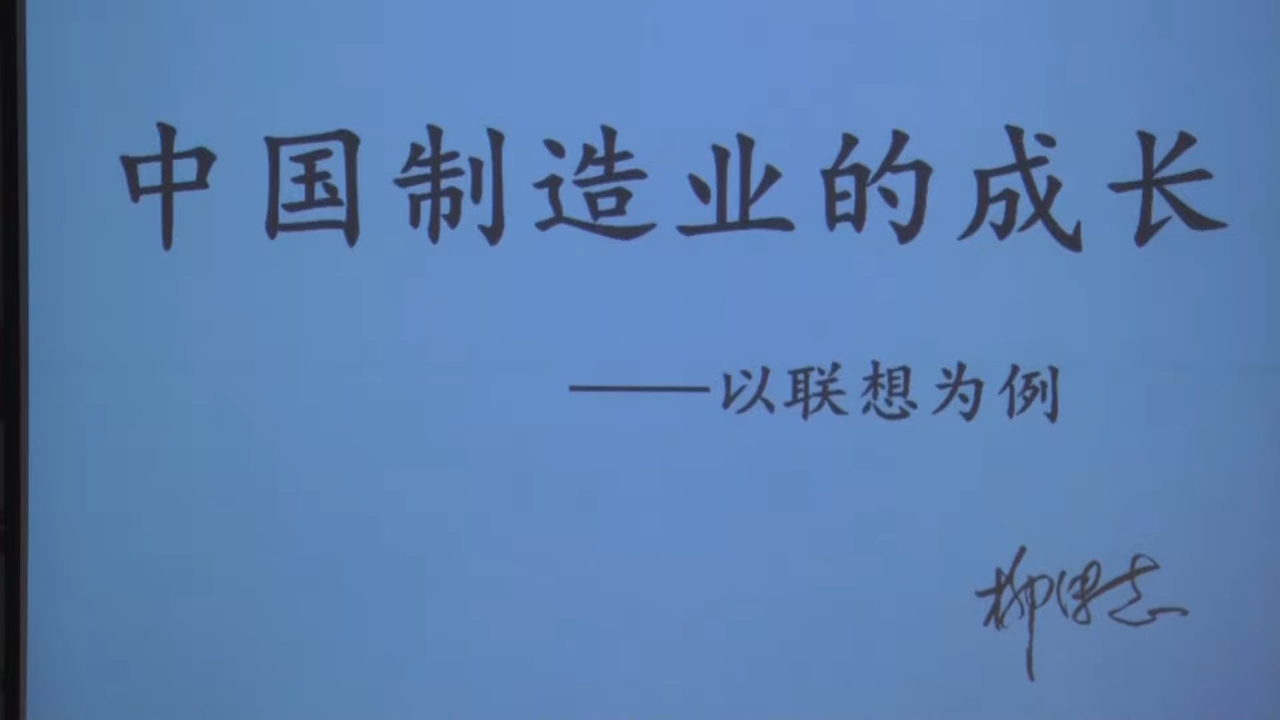 中国制造业的成长
——以联想为例
柳传志